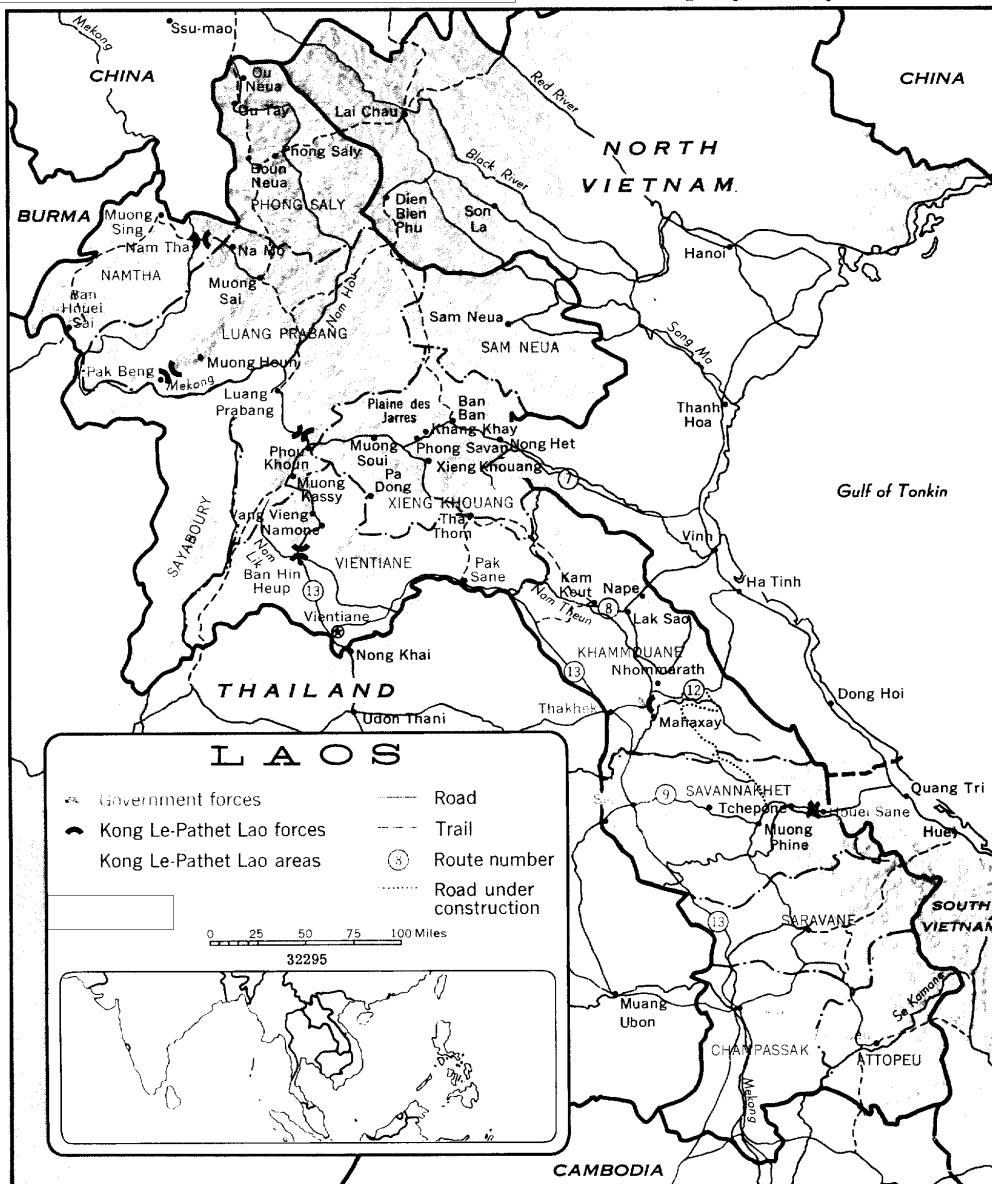 Mekong
Ssu-mao
CHINA
CHINA
Ou
Neua
Ou Tay
Lai Chau
Red River
NORTH
VIETNAM
Phong Saly
Boun
Neua
Black River
PHONG SALY
BURMA
Muong
Sing
Dien
Bien
Phu
Son
La
Nam Tha
Na Mo
Hanoi
NAMTHA
Muong
Sai
Nam Hou
Ban
Houei
Sai
Sam Neua
Song Ma
LUANG PRABANG
SAM NEUA
Muong Houn
Pak Beng
Mekong
Luang
Prabang
Plaine des
Jarres
Ban
Ban
Thanh
Hoa
Khang Khay
Phou
Khoun
Muong
Soui
Phong Savan
Nong Het
Xieng Khouang
7
Muong
Kassy
Pa
Dong
XIENG KHOUANG
Gulf of Tonkin
SAYABOURY
Vang Vieng
Namone
Tha
Thom
Vinh
Nam
Lik
Ban Hin
Heup
VIENTIANE
Pak
Sane
Ha Tinh
13
Kam
Keut
Nape
8
Nam Theun
Lak Sao
Vientiane
Nong Khai
KHAMMOUANE
Nhommarath
13
12
THAILAND
Thakhek
Mahaxay
Dong Hoi
Udon Thani
LAOS
Government forces
Road
Kong Le-Pathet Lao forces
Trail
Kong Le-Pathet Lao areas
8
Route number
Road under
construction
0 25 50 75 100 Miles
32295
SAVANNAKHET
9
Tchepone
Houei Sane
Quang Tri
Muong
Phine
Hue
SOUTH
VIETNAM
13
SARAVANE
Muang
Ubon
Se Kamane
CHAMPASSAK
ATTOPEU
Mekong
CAMBODIA